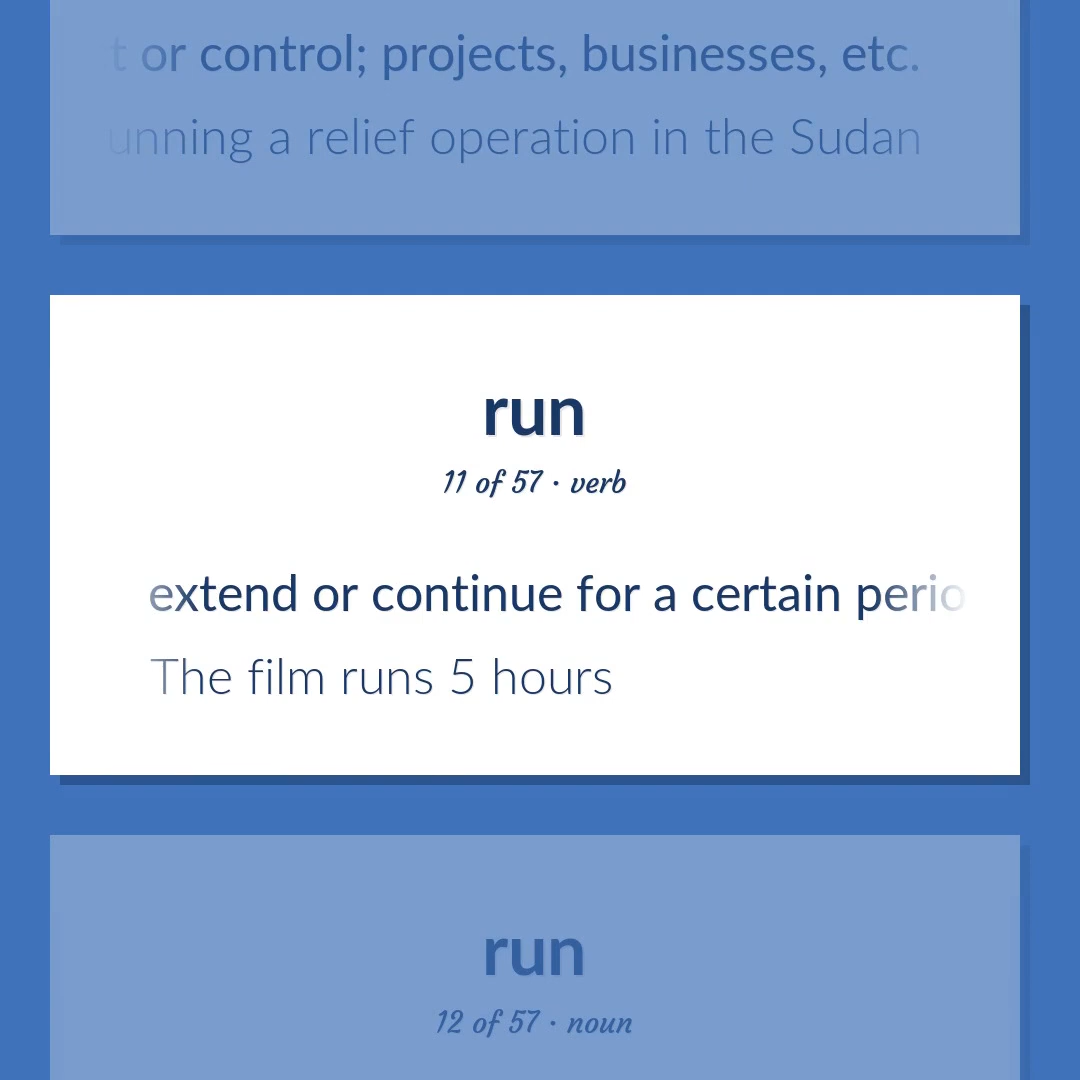 or control; projects, businesses, etc.
unning a relief operation in the Sudan
run
11 of 57 · verb
extend or continue for a certain perio
The film runs 5 hours
run
12 of 57 · noun